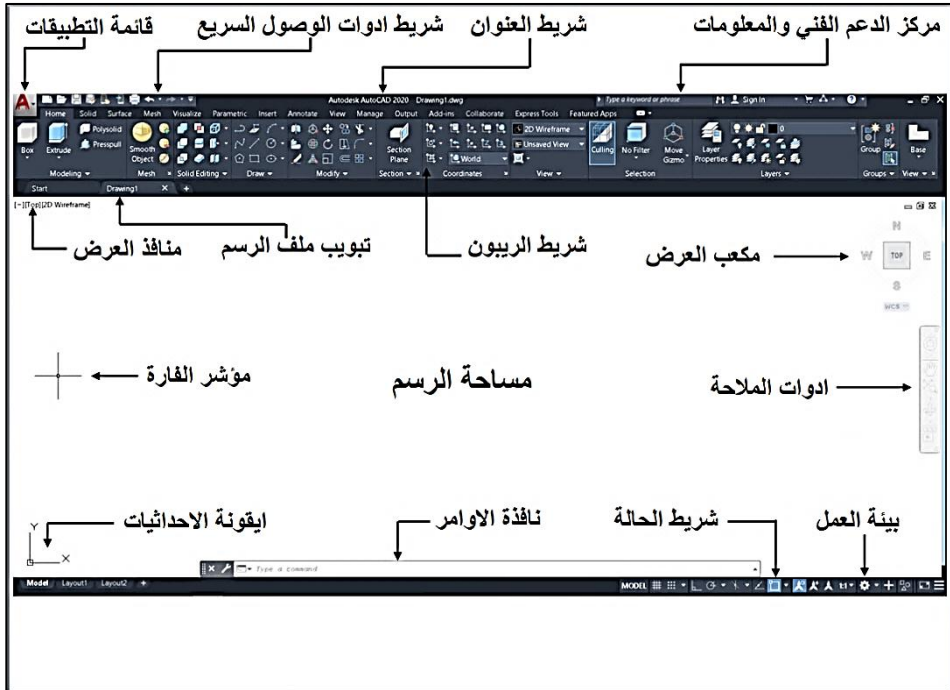 مركز الدعم الفني والمعلومات
شريط العنوان
شريط ادوات الوصول السريع
قائمة التطبيقات
A
Autodesk AutoCAD 2020 Drawing1.dwg
Type a keyword or phrase
Sign In
Home Solid Surface Mesh Visualize Parametric Insert Annotate View Manage Output Add-ins Collaborate Express Tools Featured Apps
Polysolid
Presspull
2D Wireframe
Unsaved View
World
0
Box
Extrude
Smooth Object
Section Plane
Culling
No Filter
Move Gizmo
Layer Properties
Group
Base
Modeling Mesh Solid Editing Draw Modify Section Coordinates View Selection Layers Groups View
Start Drawing1
[−][Top][2D Wireframe]
منافذ العرض
تبويب ملف الرسم
شريط الريبون
مكعب العرض
N
W TOP E
S
WCS
مؤشر الفارة
مساحة الرسم
ادوات الملاحة
ايقونة الاحداثيات
نافذة الاوامر
شريط الحالة
بيئة العمل
Y
X
Type a command
Model Layout1 Layout2 +
MODEL
1:1